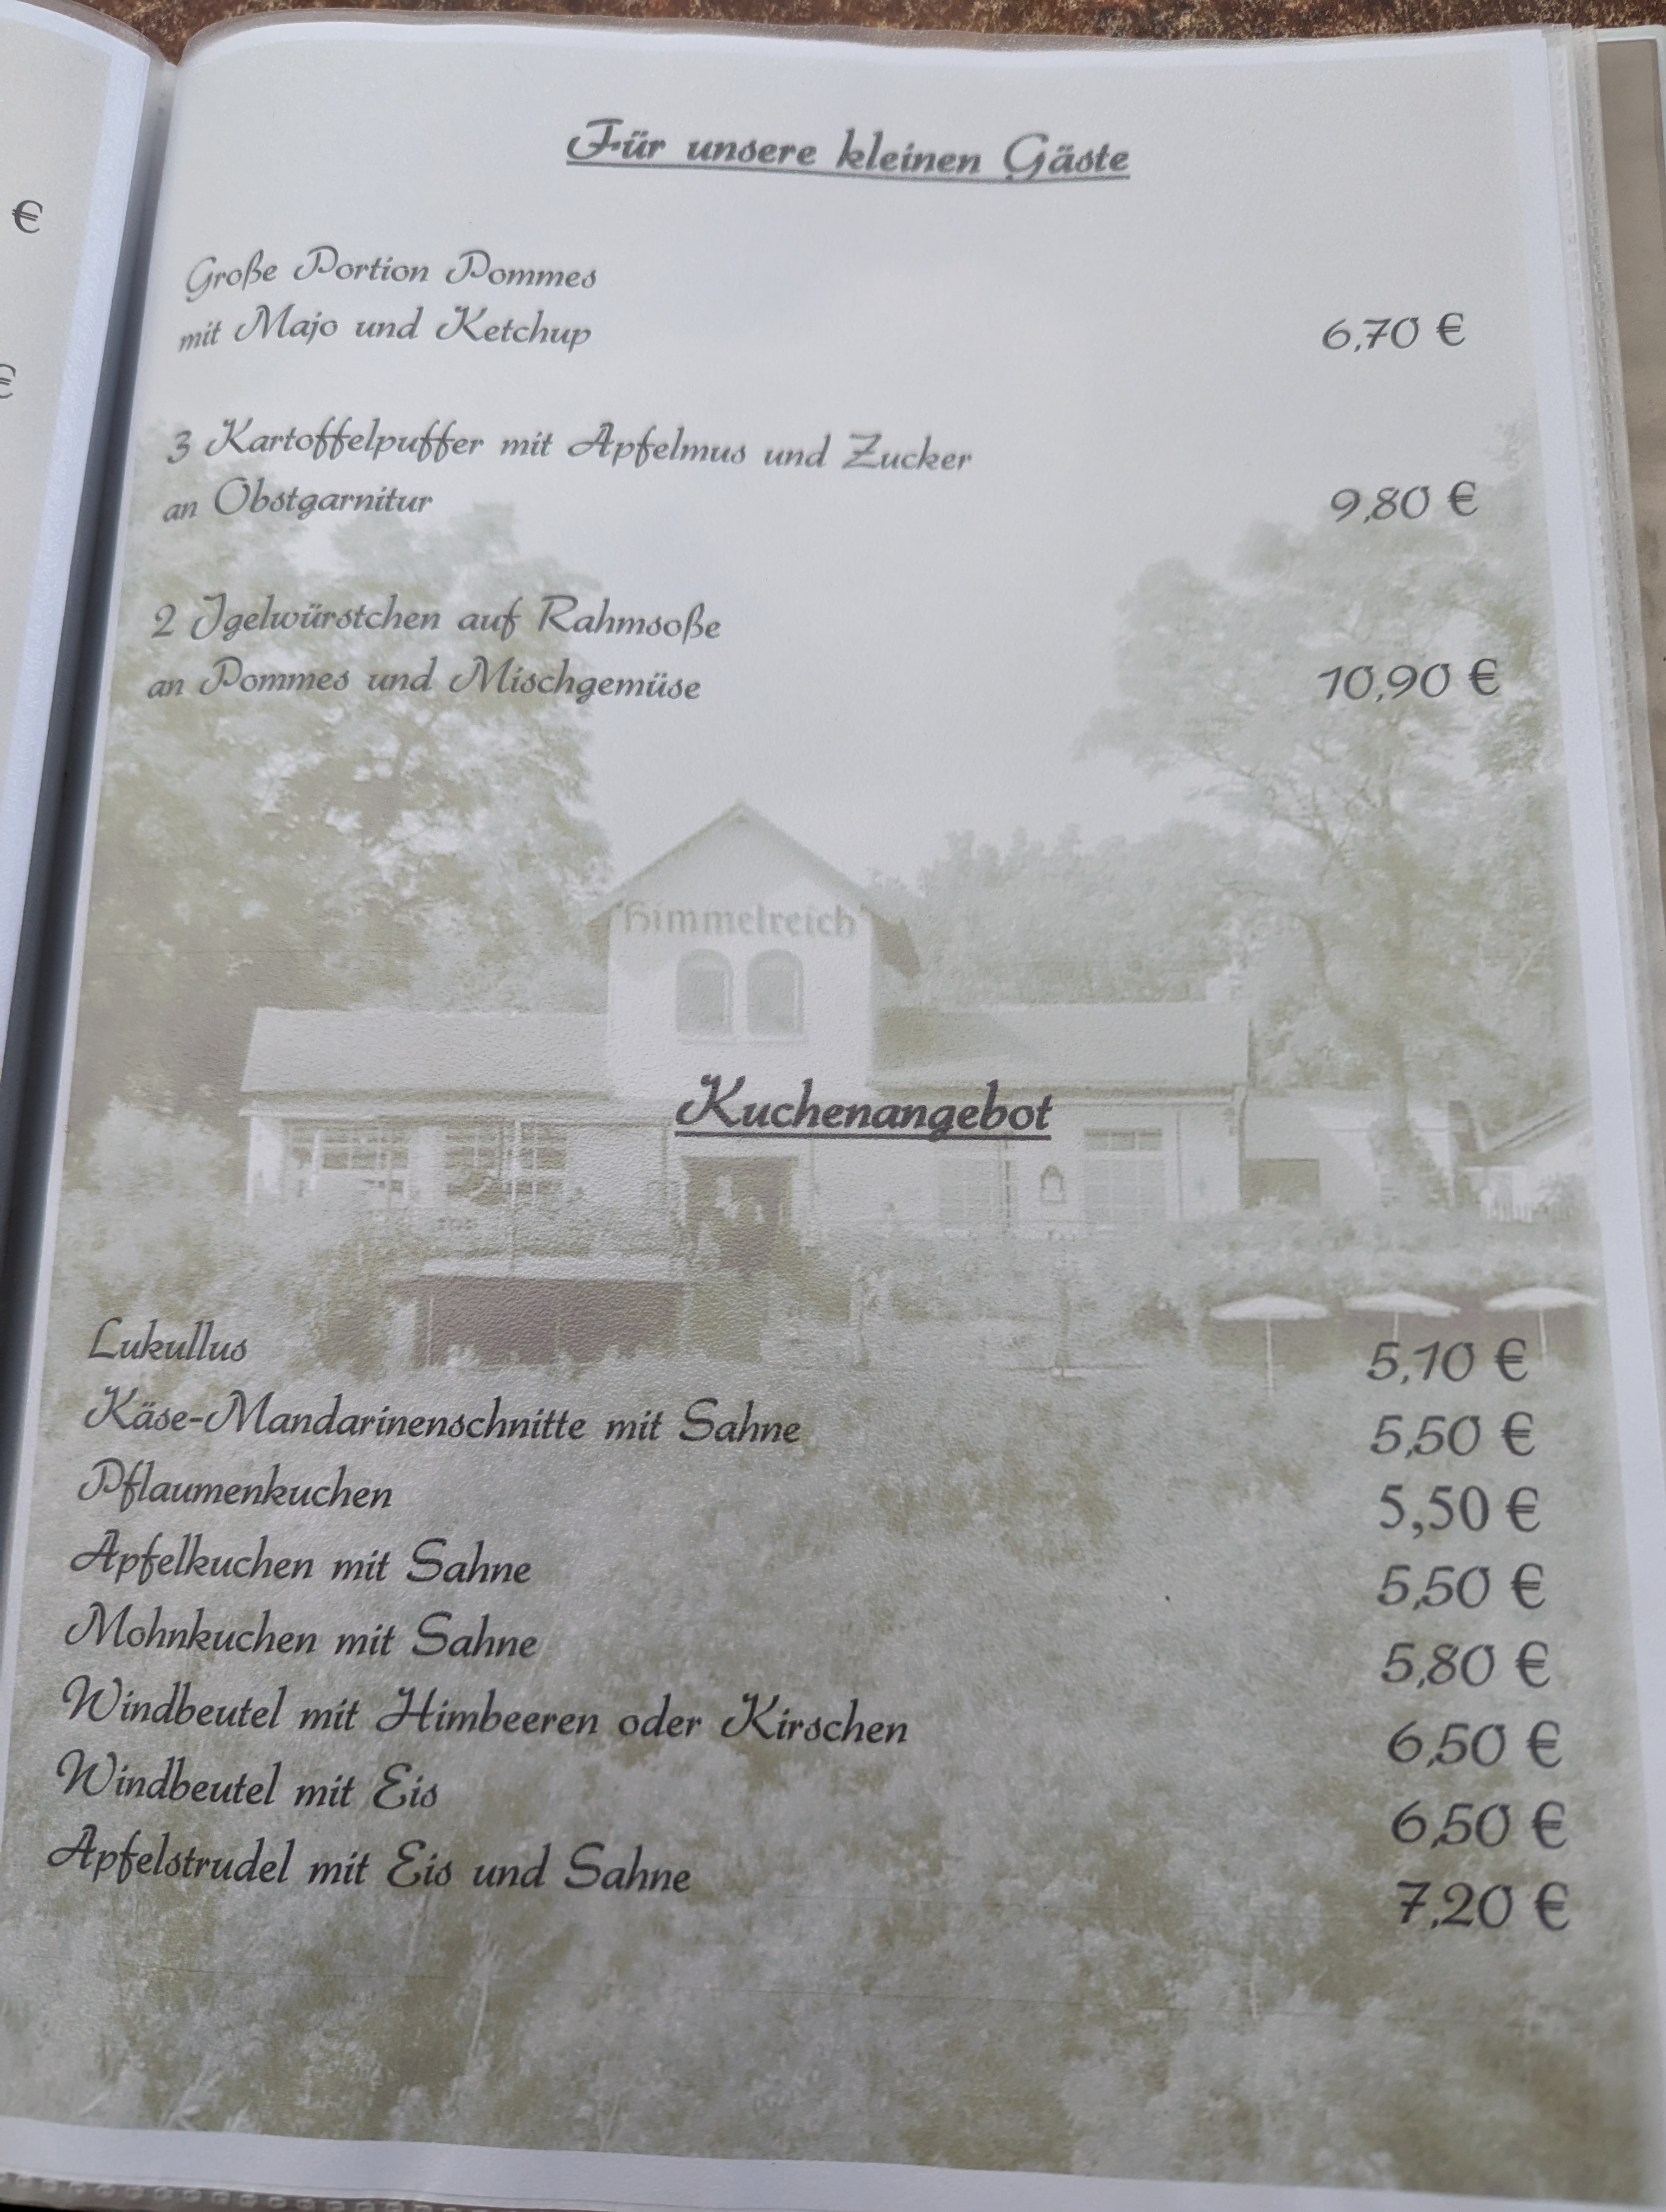 €
€
Für unsere kleinen Gäste
Große Portion Pommes
mit Majo und Ketchup 6,70 €
3 Kartoffelpuffer mit Apfelmus und Zucker
an Obstgarnitur 9,80 €
2 Igelwürstchen auf Rahmsoße
an Pommes und Mischgemüse 10,90 €
Himmelreich
Kuchenangebot
Lukullus 5,10 €
Käse-Mandarinenschnitte mit Sahne 5,50 €
Pflaumenkuchen 5,50 €
Apfelkuchen mit Sahne 5,50 €
Mohnkuchen mit Sahne 5,80 €
Windbeutel mit Himbeeren oder Kirschen 6,50 €
Windbeutel mit Eis 6,50 €
Apfelstrudel mit Eis und Sahne 7,20 €